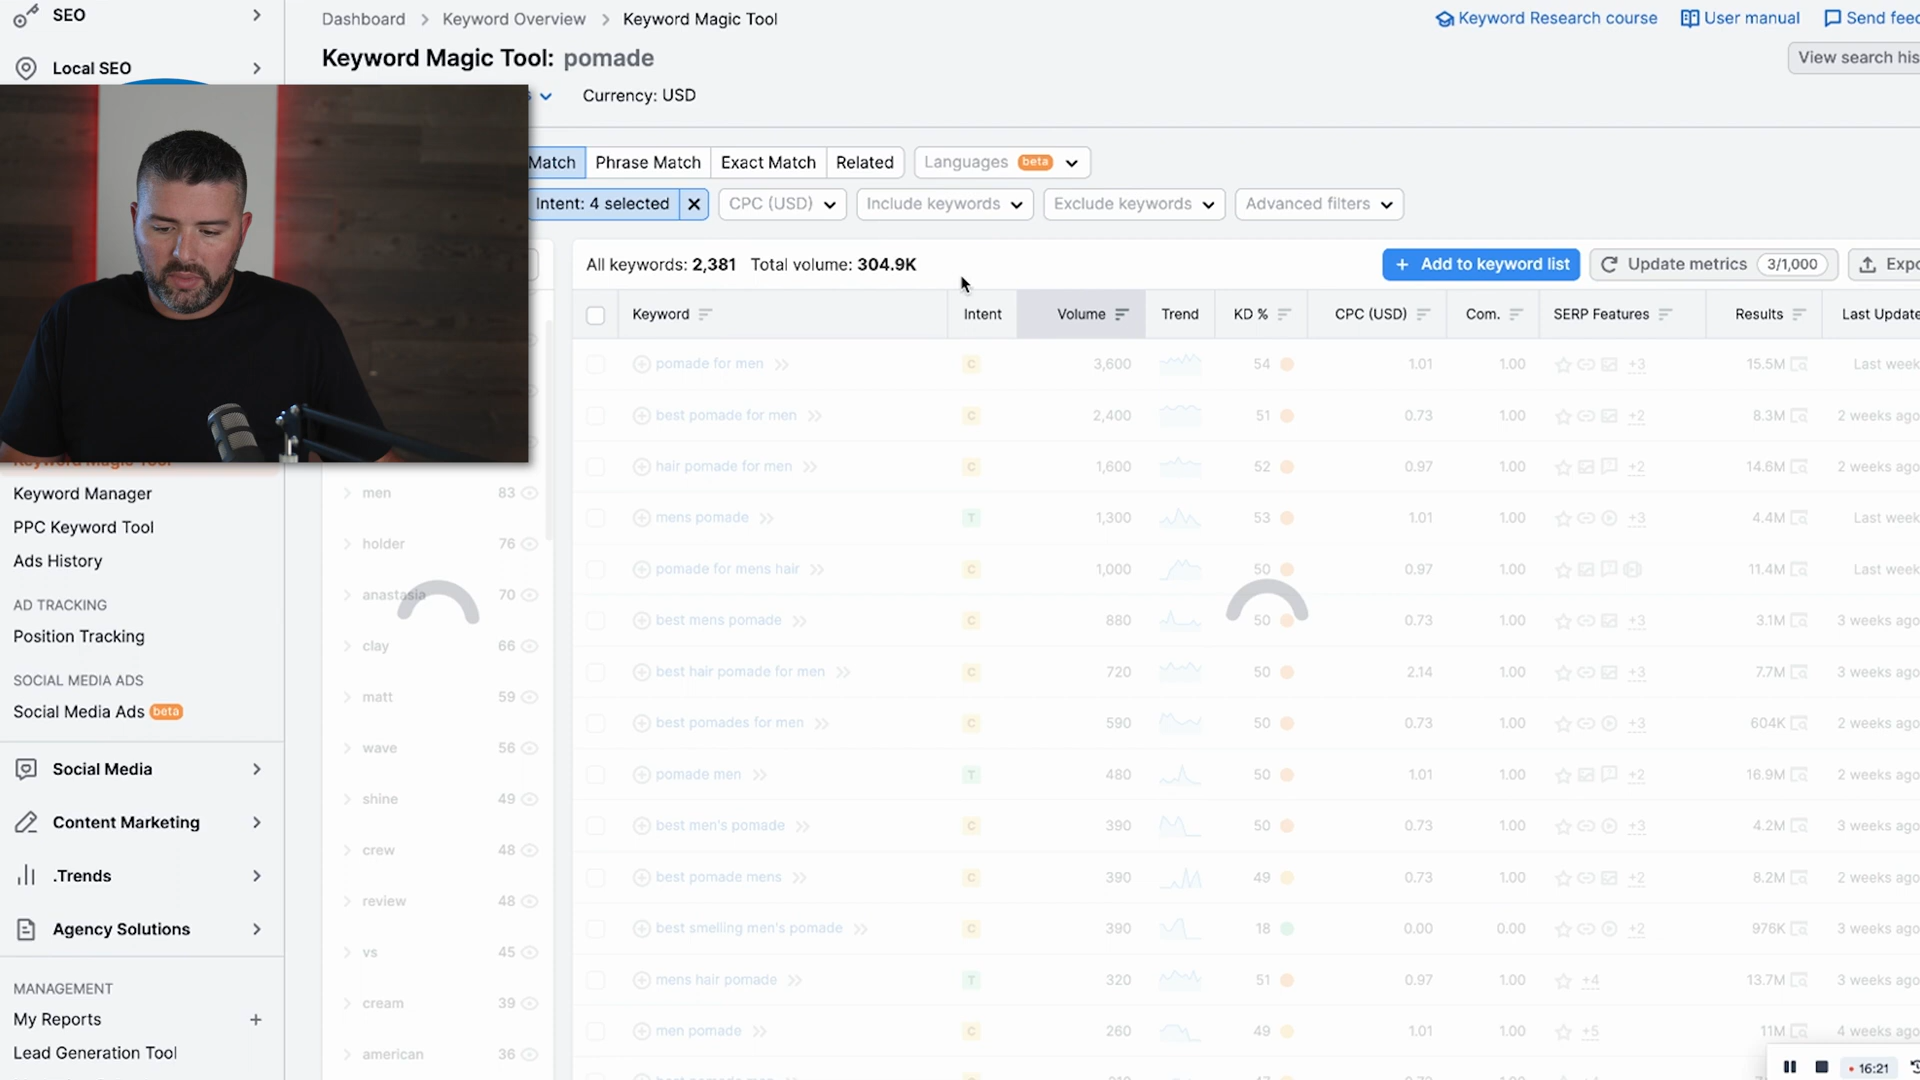 SEO
Local SEO
Dashboard > Keyword Overview > Keyword Magic Tool
Keyword Research course
User manual
Keyword Magic Tool: pomade
View search his
Currency: USD
Match
Phrase Match
Exact Match
Related
Languages beta
Intent: 4 selected
CPC (USD)
Include keywords
Exclude keywords
Advanced filters
All keywords: 2,381 Total volume: 304.9K
+ Add to keyword list
Update metrics 3/1,000
Keyword Intent Volume Trend KD % CPC (USD) Com. SERP Features Results Last Update
pomade for men C 3,600 54 1.01 1.00 +3 15.5M Last week
best pomade for men C 2,400 51 0.73 1.00 +2 8.3M 2 weeks ago
hair pomade for men C 1,600 52 0.97 1.00 +2 14.6M 2 weeks ago
mens pomade T 1,300 53 1.01 1.00 +3 4.4M Last week
pomade for mens hair C 1,000 50 0.97 1.00 11.4M Last week
best mens pomade C 880 50 0.73 1.00 +3 3.1M 3 weeks ago
best hair pomade for men C 720 50 2.14 1.00 +3 7.7M 3 weeks ago
best pomades for men C 590 50 0.73 1.00 +3 604K 2 weeks ago
pomade men T 480 50 1.01 1.00 +2 16.9M 2 weeks ago
best men's pomade C 390 50 0.73 1.00 +3 4.2M 3 weeks ago
best pomade mens C 390 49 0.73 1.00 +2 8.2M 2 weeks ago
best smelling men's pomade C 390 18 0.00 0.00 +2 976K 3 weeks ago
mens hair pomade T 320 51 0.97 1.00 +4 13.7M 3 weeks ago
men pomade C 260 49 1.01 1.00 +5 11M 4 weeks ago
men 83
holder 76
anastasia 70
clay 66
matt 59
wave 56
shine 49
crew 48
review 48
vs 45
cream 39
american 36
Keyword Manager
PPC Keyword Tool
Ads History
AD TRACKING
Position Tracking
SOCIAL MEDIA ADS
Social Media Ads beta
Social Media
Content Marketing
.Trends
Agency Solutions
MANAGEMENT
My Reports +
Lead Generation Tool
16:21